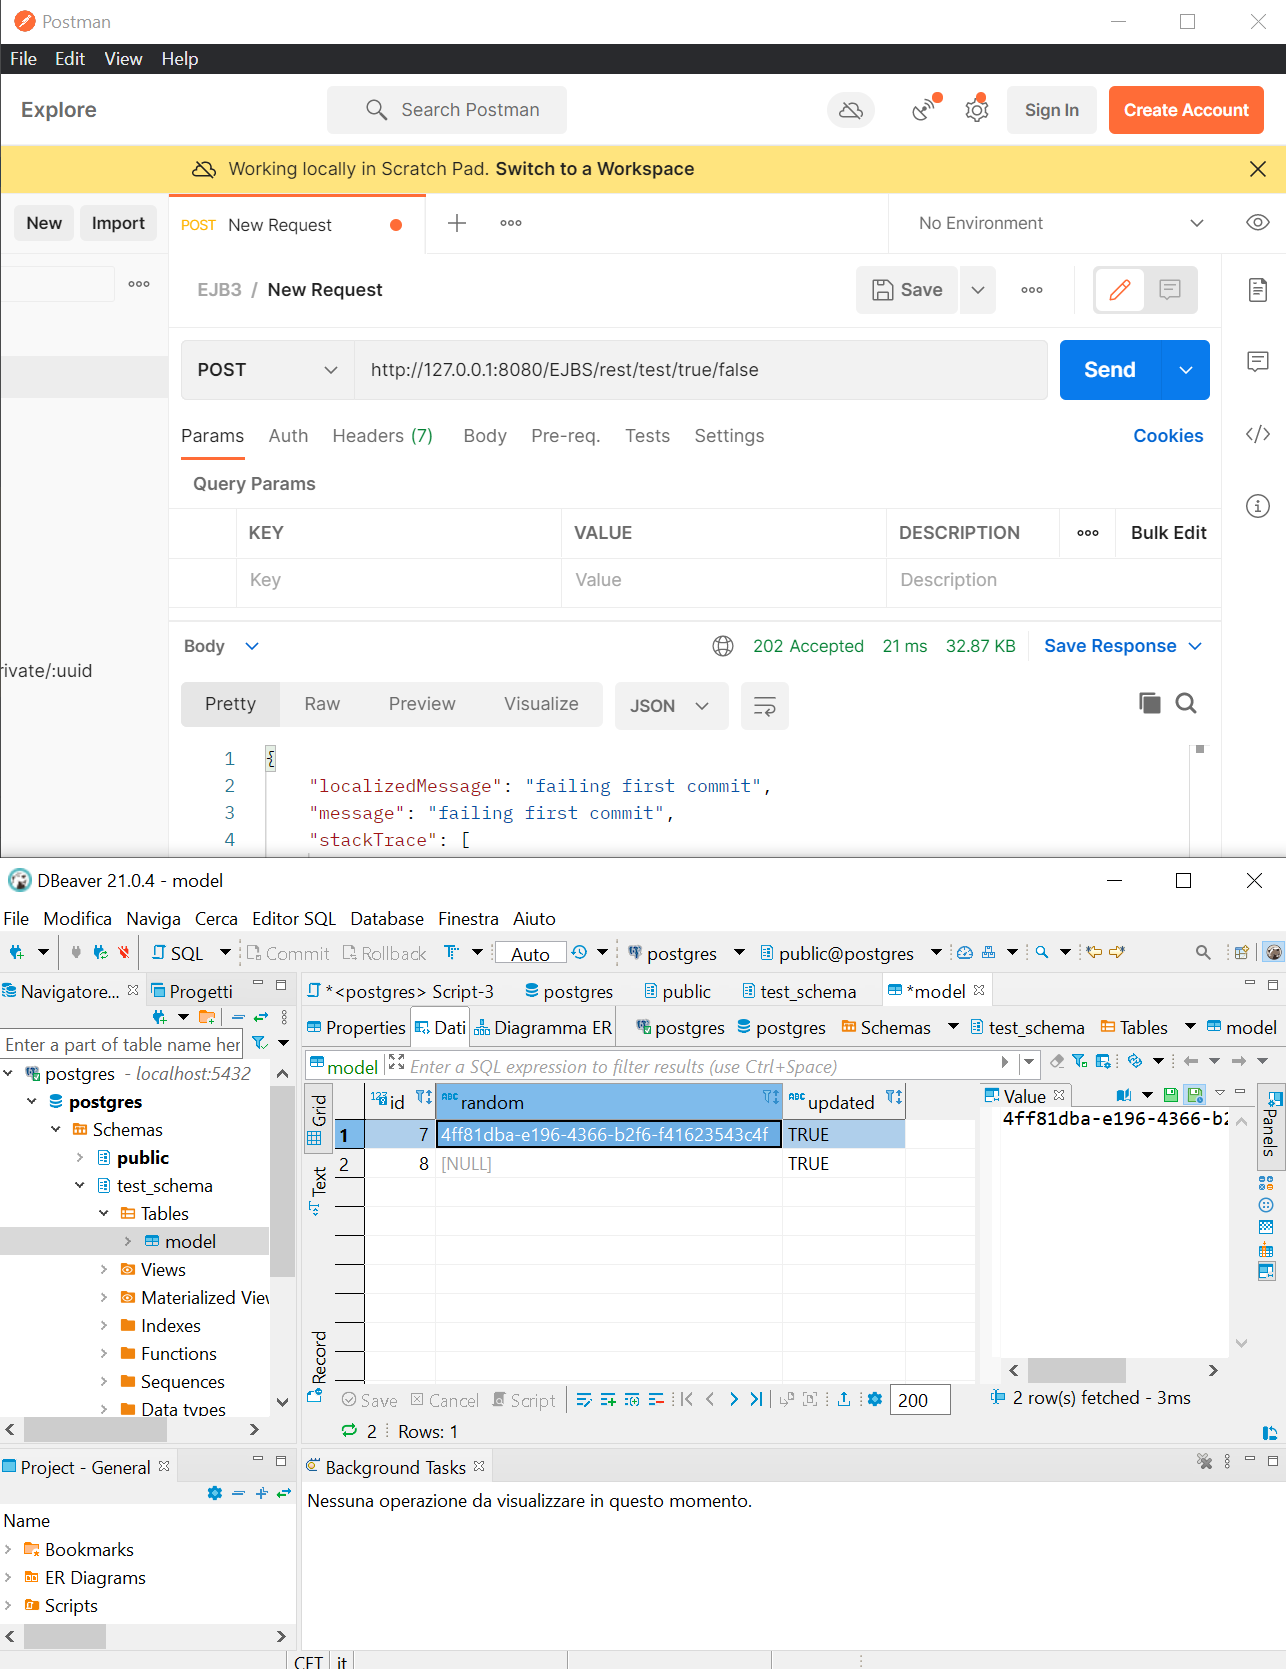 Postman
File Edit View Help
Explore
Search Postman
Sign In
Create Account
Working locally in Scratch Pad. Switch to a Workspace
New
Import
POST New Request
No Environment
EJB3 / New Request
Save
POST
http://127.0.0.1:8080/EJBS/rest/test/true/false
Send
Params Auth Headers (7) Body Pre-req. Tests Settings
Cookies
Query Params
KEY VALUE DESCRIPTION
Bulk Edit
Key Value Description
Body
202 Accepted 21 ms 32.87 KB
Save Response
rivate/:uuid
Pretty Raw Preview Visualize
JSON
1 {
2 "localizedMessage": "failing first commit",
3 "message": "failing first commit",
4 "stackTrace": [
DBeaver 21.0.4 - model
File Modifica Naviga Cerca Editor SQL Database Finestra Aiuto
SQL
Commit
Rollback
Auto
postgres
public@postgres
Navigatore...
Progetti
*<postgres> Script-3
postgres
public
test_schema
*model
Properties
Dati
Diagramma ER
postgres
postgres
Schemas
test_schema
Tables
model
Enter a part of table name her
model
Enter a SQL expression to filter results (use Ctrl+Space)
postgres - localhost:5432
postgres
Schemas
public
test_schema
Tables
model
Views
Materialized Viev
Indexes
Functions
Sequences
Data types
Grid
Text
Record
123 id
ABC random
ABC updated
1 7 4ff81dba-e196-4366-b2f6-f41623543c4f TRUE
2 8 [NULL] TRUE
Value
4ff81dba-e196-4366-b2
Panels
Save
Cancel
Script
200
2 row(s) fetched - 3ms
2
Rows: 1
Project - General
Name
Bookmarks
ER Diagrams
Scripts
Background Tasks
Nessuna operazione da visualizzare in questo momento.
CET it